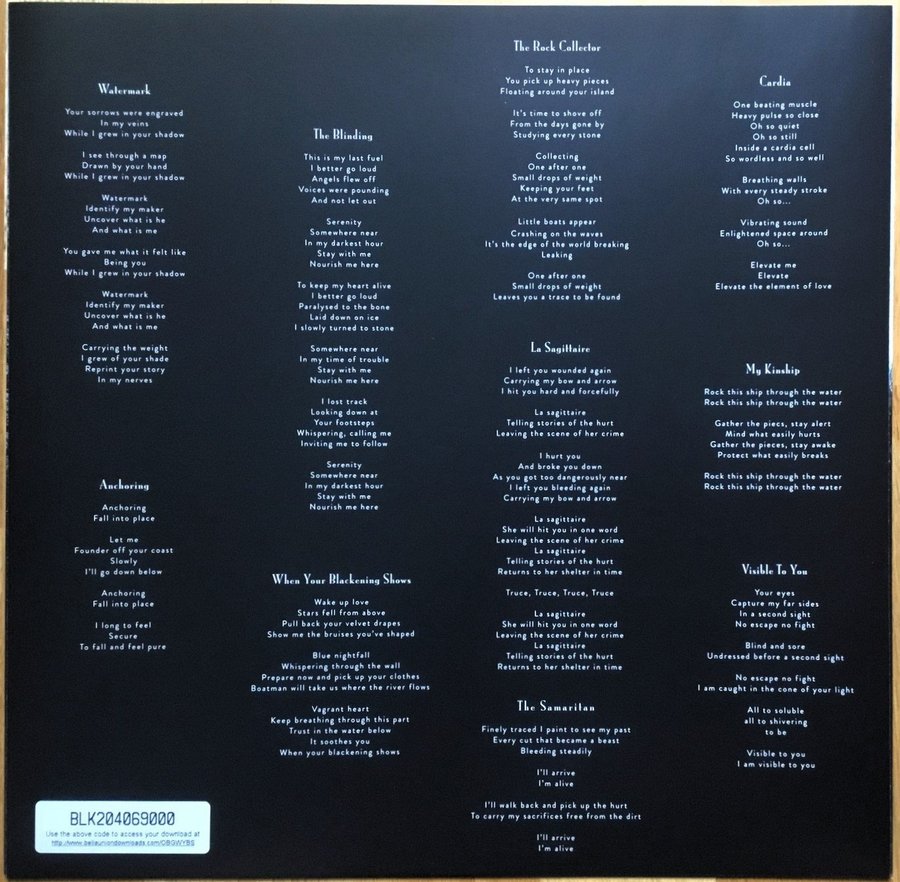 Watermark
Your sorrows were engraved
In my veins
While I grew in your shadow
I see through a map
Drawn by your hand
While I grew in your shadow
Watermark
Identify my maker
Uncover what is he
And what is me
You gave me what it felt like
Being you
While I grew in your shadow
Watermark
Identify my maker
Uncover what is he
And what is me
Carrying the weight
I grew of your shade
Reprint your story
In my nerves
Anchoring
Anchoring
Fall into place
Let me
Founder off your coast
Slowly
I'll go down below
Anchoring
Fall into place
I long to feel
Secure
To fall and feel pure
The Blinding
This is my last fuel
I better go loud
Angels flew off
Voices were pounding
And not let out
Serenity
Somewhere near
In my darkest hour
Stay with me
Nourish me here
To keep my heart alive
I better go loud
Paralysed to the bone
Laid down on ice
I slowly turned to stone
Somewhere near
In my time of trouble
Stay with me
Nourish me here
I lost track
Looking down at
Your footsteps
Whispering, calling me
Inviting me to follow
Serenity
Somewhere near
In my darkest hour
Stay with me
Nourish me here
When Your Blackening Shows
Wake up love
Stars fell from above
Pull back your velvet drapes
Show me the bruises you've shaped
Blue nightfall
Whispering through the wall
Prepare now and pick up your clothes
Boatman will take us where the river flows
Vagrant heart
Keep breathing through this part
Trust in the water below
It soothes you
When your blackening shows
The Rock Collector
To stay in place
You pick up heavy pieces
Floating around your island
It's time to shove off
From the days gone by
Studying every stone
Collecting
One after one
Small drops of weight
Keeping your feet
At the very same spot
Little boats appear
Crashing on the waves
It's the edge of the world breaking
Leaking
One after one
Small drops of weight
Leaves you a trace to be found
La Sagittaire
I left you wounded again
Carrying my bow and arrow
I hit you hard and forcefully
La sagittaire
Telling stories of the hurt
Leaving the scene of her crime
I hurt you
And broke you down
As you got too dangerously near
I left you bleeding again
Carrying my bow and arrow
La sagittaire
She will hit you in one word
Leaving the scene of her crime
La sagittaire
Telling stories of the hurt
Returns to her shelter in time
Truce, Truce, Truce, Truce
La sagittaire
She will hit you in one word
Leaving the scene of her crime
La sagittaire
Telling stories of the hurt
Returns to her shelter in time
The Samaritan
Finely traced I paint to see my past
Every cut that became a beast
Bleeding steadily
I'll arrive
I'm alive
I'll walk back and pick up the hurt
To carry my sacrifices free from the dirt
I'll arrive
I'm alive
Cardia
One beating muscle
Heavy pulse so close
Oh so quiet
Oh so still
Inside a cardia cell
So wordless and so well
Breathing walls
With every steady stroke
Oh so...
Vibrating sound
Enlightened space around
Oh so...
Elevate me
Elevate
Elevate the element of love
My Kinship
Rock this ship through the water
Rock this ship through the water
Gather the piecs, stay alert
Mind what easily hurts
Gather the pieces, stay awake
Protect what easily breaks
Rock this ship through the water
Rock this ship through the water
Visible To You
Your eyes
Capture my far sides
In a second sight
No escape no fight
Blind and sore
Undressed before a second sight
No escape no fight
I am caught in the cone of your light
All to soluble
all to shivering
to be
Visible to you
I am visible to you
BLK204069000
Use the above code to access your download at
http://www.bellauniondownloads.com/OBGWYBS